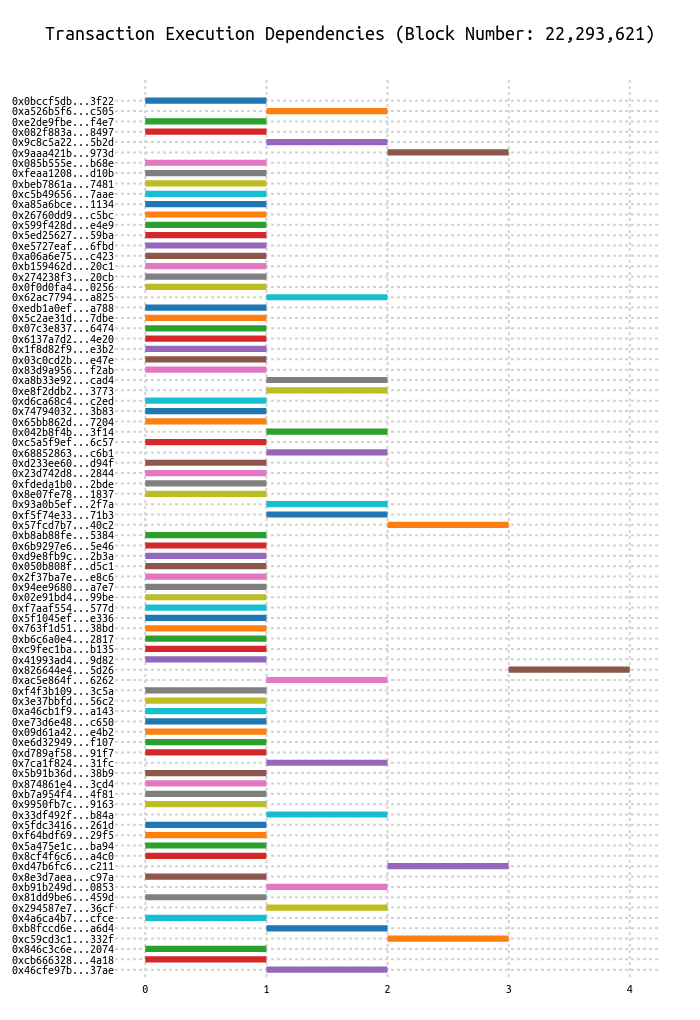 Transaction Execution Dependencies (Block Number: 22,293,621)
0x0bccf5db...3f22
0xa526b5f6...c505
0xe2de9fbe...f4e7
0x082f883a...8497
0x9c8c5a22...5b2d
0x9aaa421b...973d
0x085b555e...b68e
0xfeaa1208...d10b
0xbeb7861a...7481
0xc5b49656...7aae
0xa85a6bce...1134
0x26760dd9...c5bc
0x599f428d...e4e9
0x5ed25627...59ba
0xe5727eaf...6fbd
0xa06a6e75...c423
0xb159462d...20c1
0x274238f3...20cb
0x0f0d0fa4...0256
0x62ac7794...a825
0xedb1a0ef...a788
0x5c2ae31d...7dbe
0x07c3e837...6474
0x6137a7d2...4e20
0x1f8d82f9...e3b2
0x03c0cd2b...e47e
0x83d9a956...f2ab
0xa8b33e92...cad4
0xe8f2ddb2...3773
0xd6ca68c4...c2ed
0x74794032...3b83
0x65bb862d...7204
0x042b8f4b...3f14
0xc5a5f9ef...6c57
0x68852863...c6b1
0xd233ee60...d94f
0x23d742d8...2844
0xfdeda1b0...2bde
0x8e07fe78...1837
0x93a0b5ef...2f7a
0xf5f74e33...71b3
0x57fcd7b7...40c2
0xb8ab88fe...5384
0x6b9297e6...5e46
0xd9e8fb9c...2b3a
0x050b808f...d5c1
0x2f37ba7e...e8c6
0x94ee9680...a7e7
0x02e91bd4...99be
0xf7aaf554...577d
0x5f1045ef...e336
0x763f1d51...38bd
0xb6c6a0e4...2817
0xc9fec1ba...b135
0x41993ad4...9d82
0x826644e4...5d26
0xac5e864f...6262
0xf4f3b109...3c5a
0x3e37bbfd...56c2
0xa46cb1f9...a143
0xe73d6e48...c650
0x09d61a42...e4b2
0xe6d32949...f107
0xd789af58...91f7
0x7ca1f824...31fc
0x5b91b36d...38b9
0x874861e4...3cd4
0xb7a954f4...4f81
0x9950fb7c...9163
0x33df492f...b84a
0x5fdc3416...261d
0xf64bdf69...29f5
0x5a475e1c...ba94
0x8cf4f6c6...a4c0
0xd47b6fc6...c211
0x8e3d7aea...c97a
0xb91b249d...0853
0x81dd9be6...459d
0x294587e7...36cf
0x4a6ca4b7...cfce
0xb8fccd6e...a6d4
0xc59cd3c1...332f
0x846c3c6e...2074
0xcb666328...4a18
0x46cfe97b...37ae
0 1 2 3 4